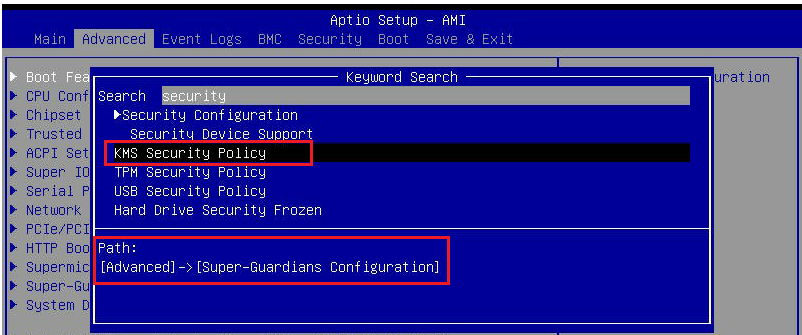 Aptio Setup - AMI
Main Advanced Event Logs BMC Security Boot Save & Exit
Keyword Search
Boot Fea
uration
CPU Conf
Search security
Chipset
Security Configuration
Trusted
Security Device Support
ACPI Set
KMS Security Policy
Super IO
TPM Security Policy
Serial P
USB Security Policy
Network
Hard Drive Security Frozen
PCIe/PCI
HTTP Boo
Path:
Supermic
[Advanced]->[Super-Guardians Configuration]
Super-Gu
System D